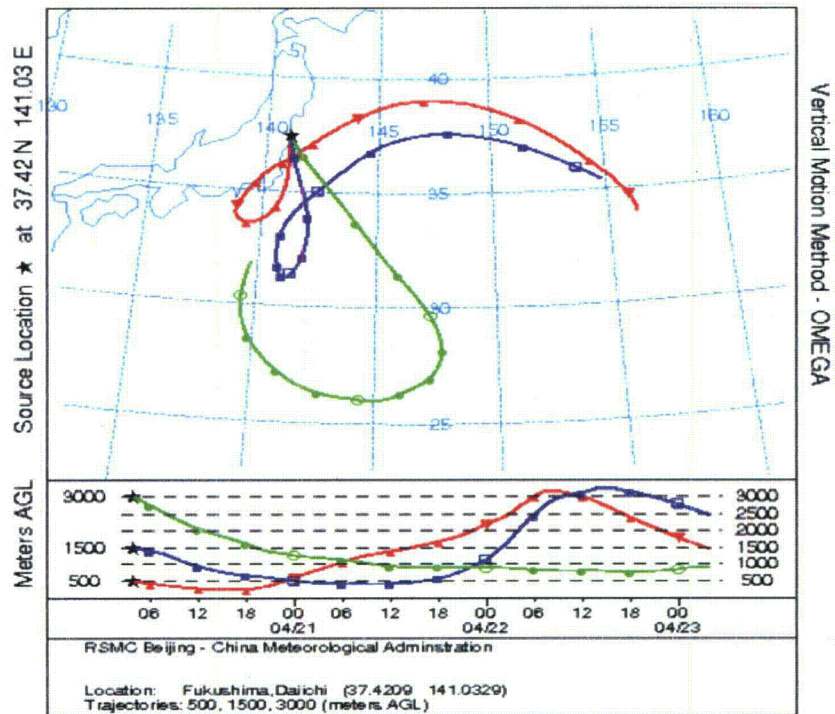 Source Location ★ at 37.42 N 141.03 E
Vertical Motion Method - OMEGA
130
135
140
145
150
155
160
40
35
30
25
Meters AGL
3000
1500
500
3000
2500
2000
1500
1000
500
06 12 18 00 06 12 18 00 06 12 18 00
04/21 04/22 04/23
RSMC Beijing - China Meteorological Adminstration
Location: Fukushima,Daiichi (37.4209 141.0329)
Trajectories: 500, 1500, 3000 (meters AGL)